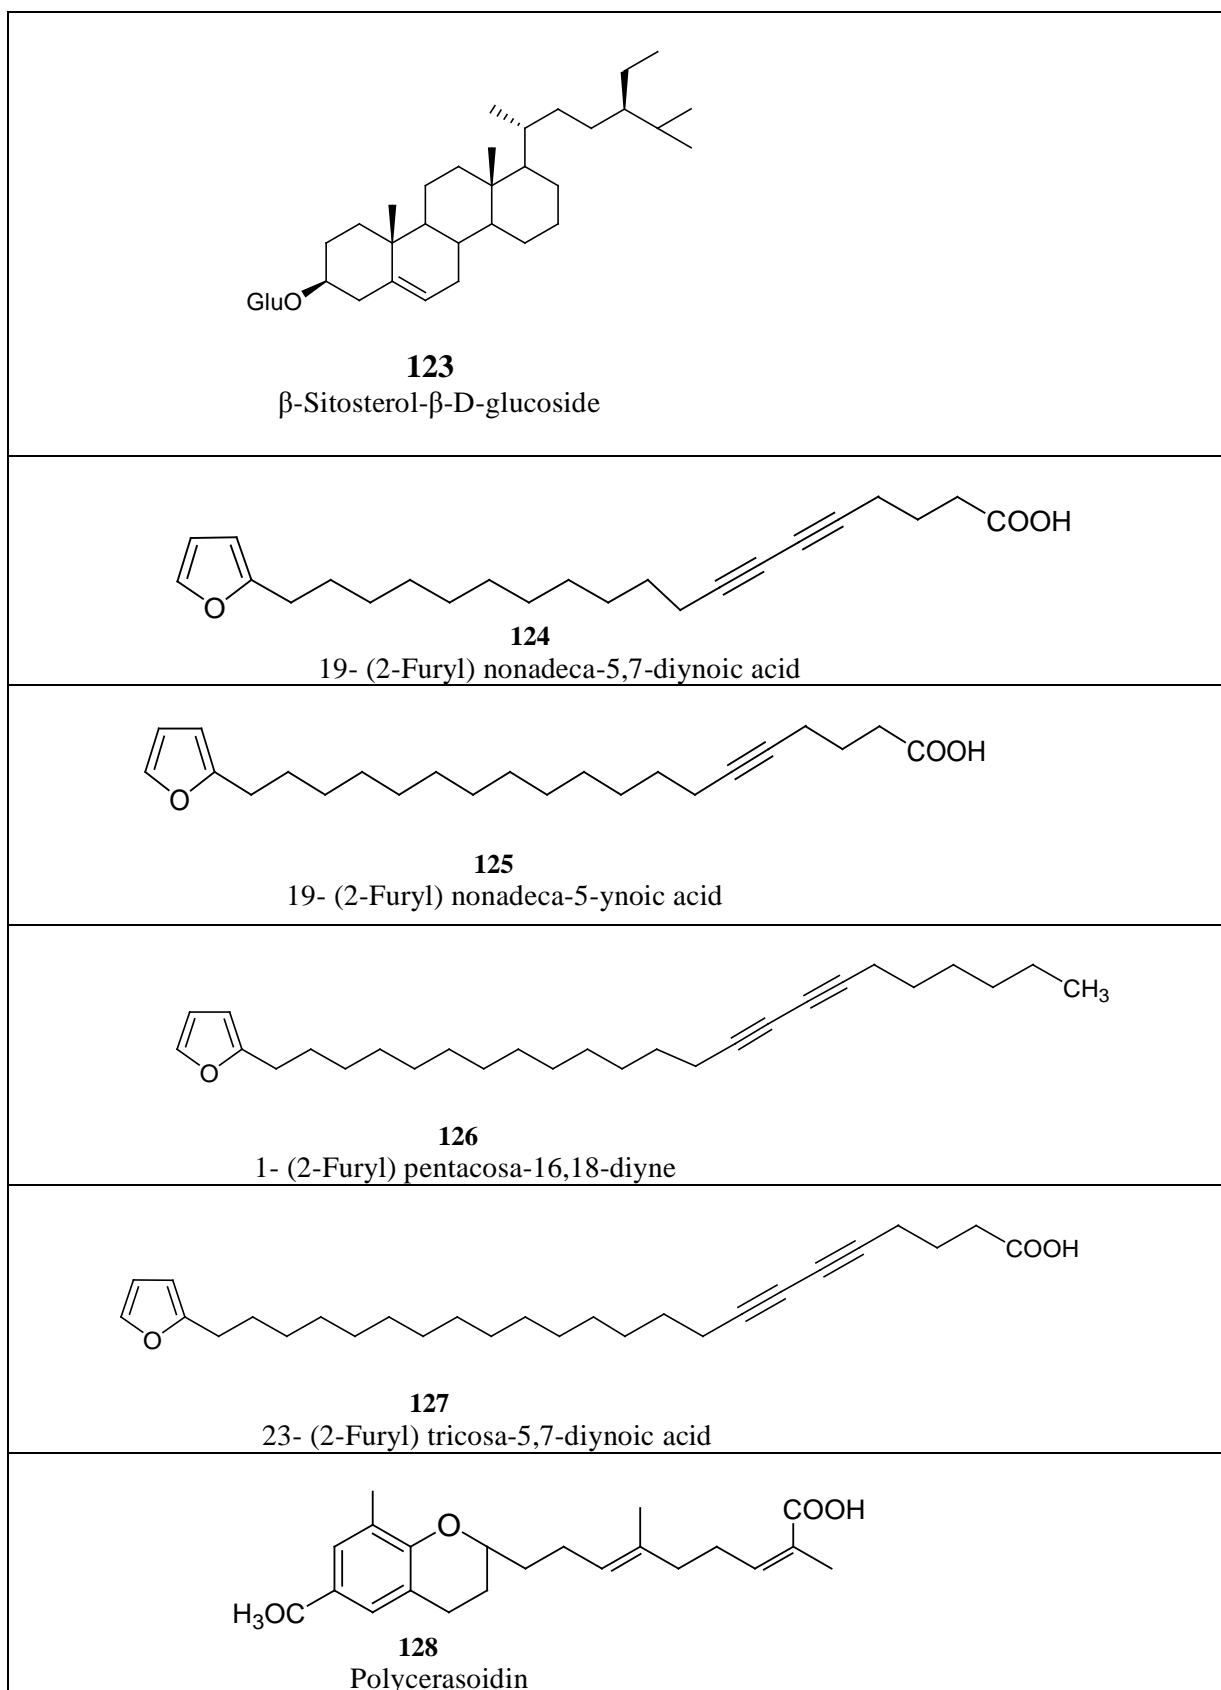 GluO
123
β-Sitosterol-β-D-glucoside
COOH
O
124
19- (2-Furyl) nonadeca-5,7-diynoic acid
COOH
O
125
19- (2-Furyl) nonadeca-5-ynoic acid
CH₃
O
126
1- (2-Furyl) pentacosa-16,18-diyne
COOH
O
127
23- (2-Furyl) tricosa-5,7-diynoic acid
COOH
O
H₃OC
128
Polycerasoidin